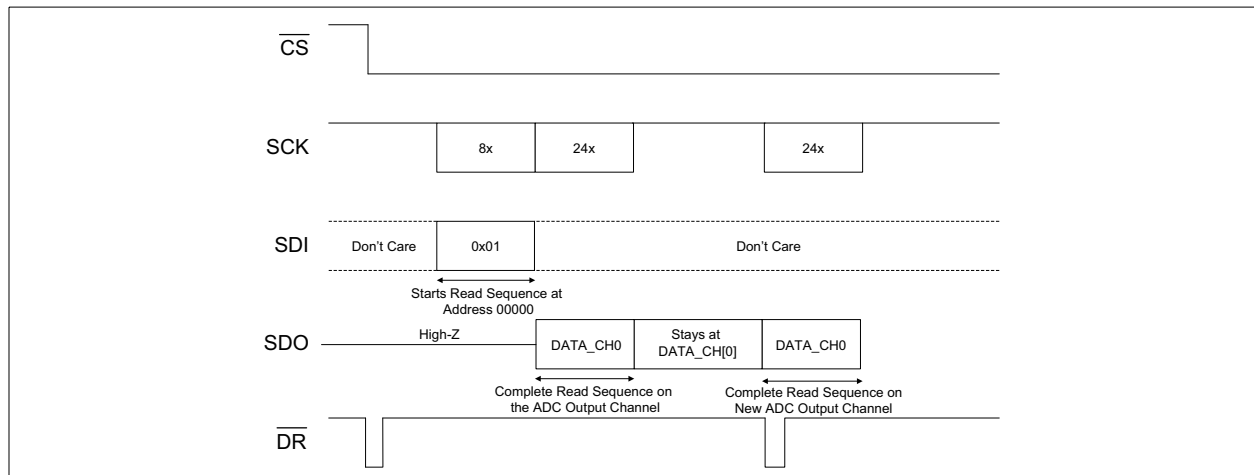 CS
SCK
8x
24x
24x
SDI
Don't Care
0x01
Don't Care
Starts Read Sequence at
Address 00000
SDO
High-Z
DATA_CH0
Stays at
DATA_CH[0]
DATA_CH0
Complete Read Sequence on
the ADC Output Channel
Complete Read Sequence on
New ADC Output Channel
DR